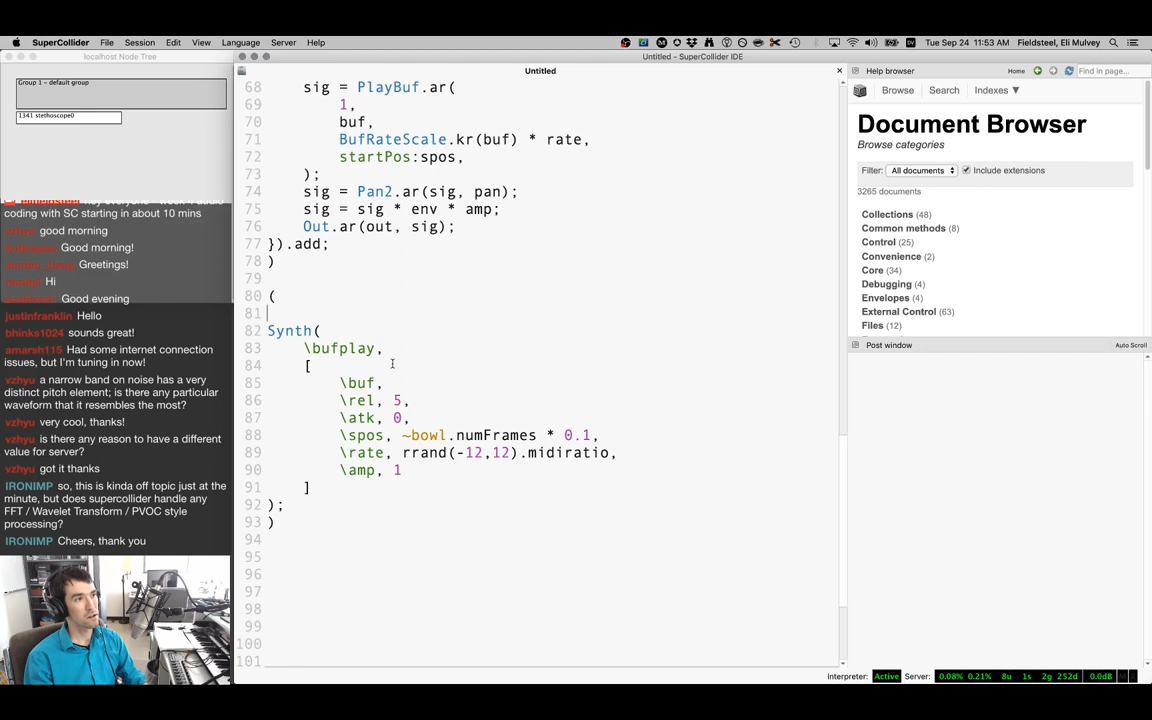 SuperCollider File Session Edit View Language Server Help
Tue Sep 24 11:53 AM Fieldsteel, Eli Mulvey
localhost Node Tree
Untitled - SuperCollider IDE
Untitled
Help browser Home Find in page...
Group 1 - default group
1341 stethoscope0
coding with SC starting in about 10 mins
good morning
Good morning!
Greetings!
Hi
Good evening
justinfranklin Hello
bhinks1024 sounds great!
amarsh115 Had some internet connection
issues, but I'm tuning in now!
vzhyu a narrow band on noise has a very
distinct pitch element; is there any particular
waveform that it resembles the most?
vzhyu very cool, thanks!
vzhyu is there any reason to have a different
value for server?
vzhyu got it thanks
IRONIMP so, this is kinda off topic just at the
minute, but does supercollider handle any
FFT / Wavelet Transform / PVOC style
processing?
IRONIMP Cheers, thank you
68 sig = PlayBuf.ar(
69 1,
70 buf,
71 BufRateScale.kr(buf) * rate,
72 startPos:spos,
73 );
74 sig = Pan2.ar(sig, pan);
75 sig = sig * env * amp;
76 Out.ar(out, sig);
77 }).add;
78 )
79
80 (
81
82 Synth(
83 \bufplay,
84 [
85 \buf,
86 \rel, 5,
87 \atk, 0,
88 \spos, ~bowl.numFrames * 0.1,
89 \rate, rrand(-12,12).midiratio,
90 \amp, 1
91 ]
92 );
93 )
94
95
96
97
98
99
100
101
Browse Search Indexes ▼
Document Browser
Browse categories
Filter: All documents Include extensions
3265 documents
Collections (48)
Common methods (8)
Control (25)
Convenience (2)
Core (34)
Debugging (4)
Envelopes (4)
External Control (63)
Files (12)
Post window Auto Scroll
Interpreter: Active Server: 0.08% 0.21% 8u 1s 2g 252d 0.0dB